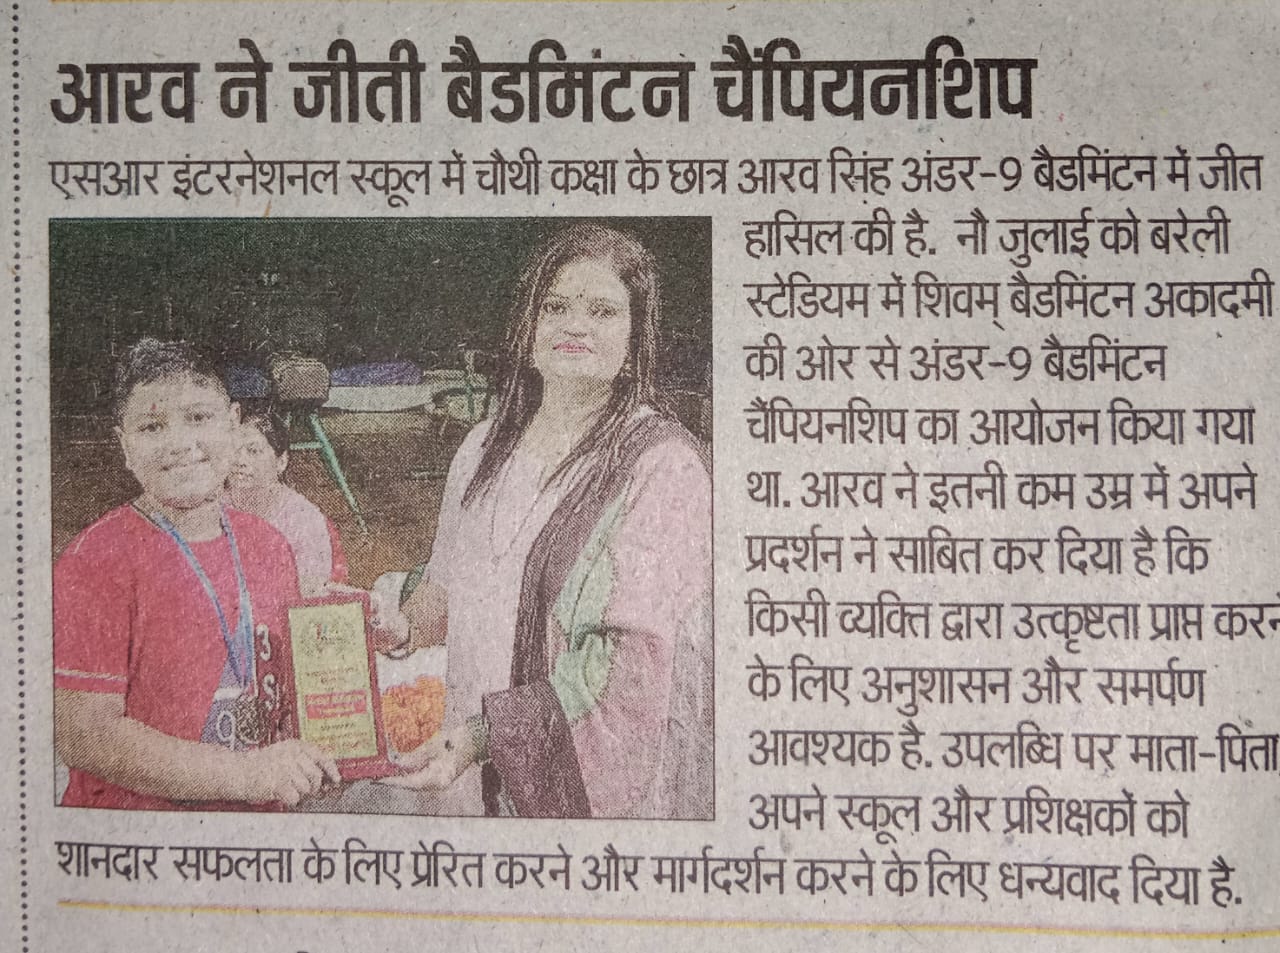 आरव ने जीती बैडमिंटन चैंपियनशिप
एसआर इंटरनेशनल स्कूल में चौथी कक्षा के छात्र आरव सिंह अंडर-9 बैडमिंटन में जीत
हासिल की है. नौ जुलाई को बरेली
स्टेडियम में शिवम् बैडमिंटन अकादमी
की ओर से अंडर-9 बैडमिंटन
चैंपियनशिप का आयोजन किया गया
था. आरव ने इतनी कम उम्र में अपने
प्रदर्शन ने साबित कर दिया है कि
किसी व्यक्ति द्वारा उत्कृष्टता प्राप्त करन
के लिए अनुशासन और समर्पण
आवश्यक है. उपलब्धि पर माता-पिता
अपने स्कूल और प्रशिक्षकों को
शानदार सफलता के लिए प्रेरित करने और मार्गदर्शन करने के लिए धन्यवाद दिया है.